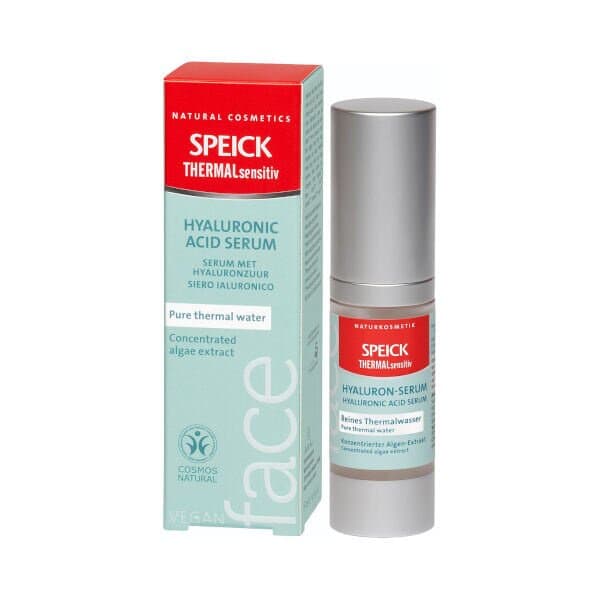 NATURAL COSMETICS
SPEICK
THERMALsensitiv
HYALURONIC
ACID SERUM
SERUM MET
HYALURONZUUR
SIERO IALURONICO
Pure thermal water
Concentrated
algae extract
COSMOS
NATURAL
VEGAN
face
NATURKOSMETIK
SPEICK
THERMALsensitiv
HYALURON-SERUM
HYALURONIC ACID SERUM
Reines Thermalwasser
Pure thermal water
Konzentrierter Algen-Extrakt
Concentrated algae extract